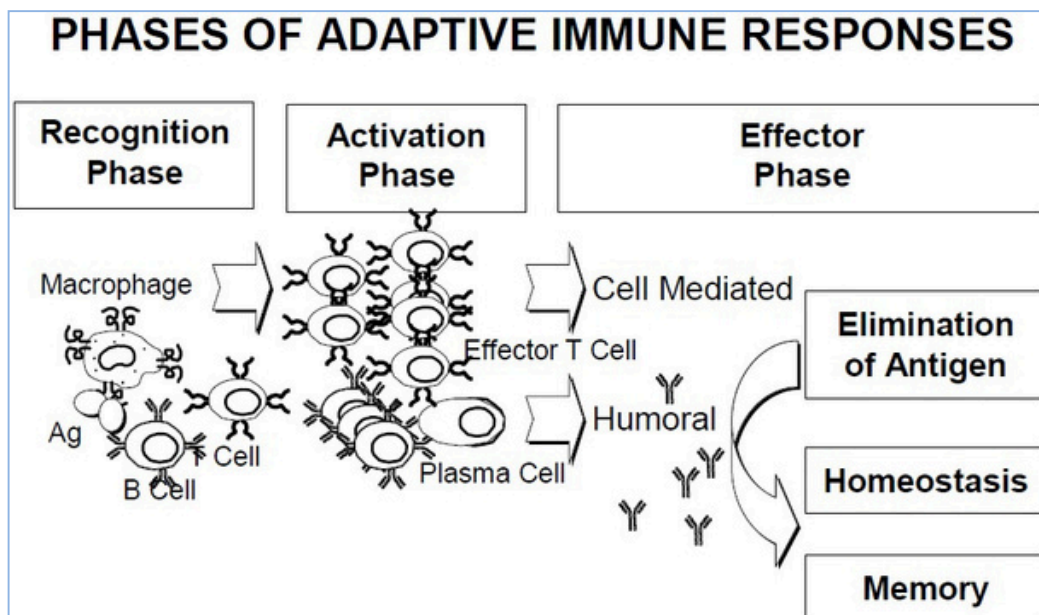 PHASES OF ADAPTIVE IMMUNE RESPONSES
Recognition
Phase
Activation
Phase
Effector
Phase
Macrophage
Ag
T Cell
B Cell
Effector T Cell
Plasma Cell
Cell Mediated
Humoral
Elimination
of Antigen
Homeostasis
Memory